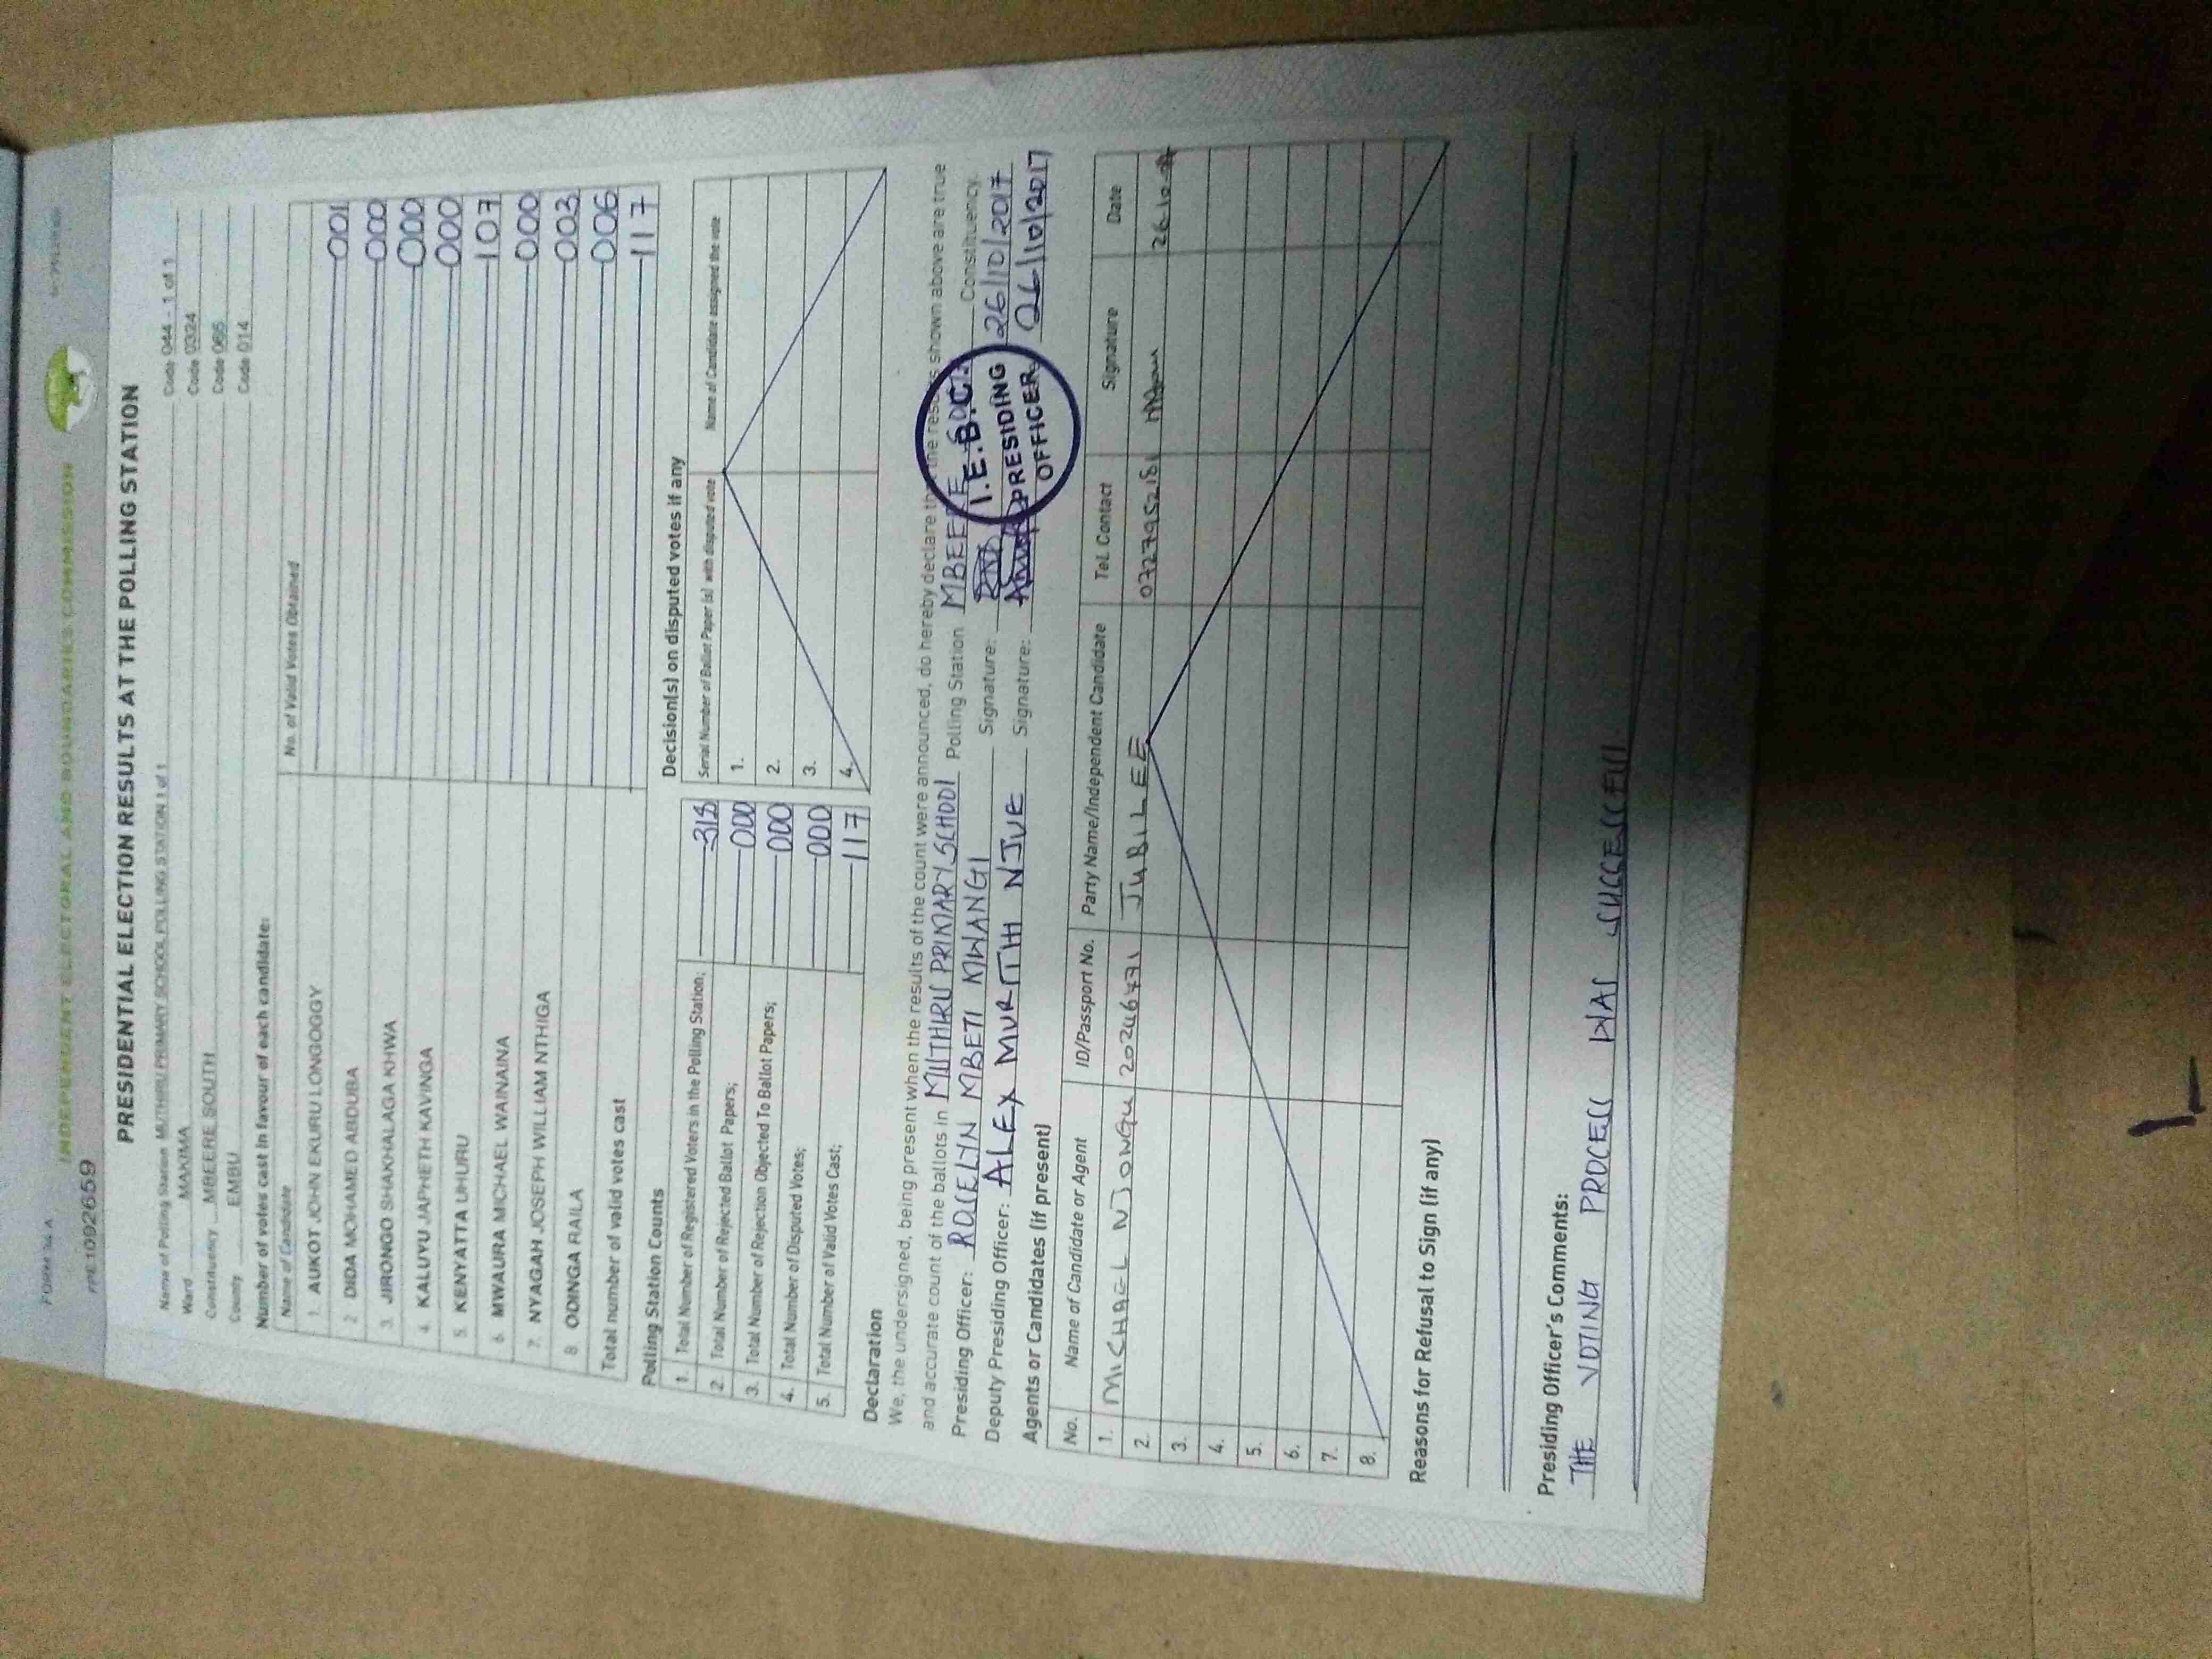 FORM 34 A
INDEPENDENT ELECTORAL AND BOUNDARIES COMMISSION
PRESIDENTIAL ELECTION RESULTS AT THE POLLING STATION
Name of Polling Station MUTHIRU PRIMARY SCHOOL POLLING STATION 1 of 1 Code 044 - 1 of 1
Ward MAKIMA Code 0324
Constituency MBEERE SOUTH Code 065
County EMBU Code 014
Number of votes cast in favour of each candidate:
Name of Candidate No. of Valid Votes Obtained
1. AUKOT JOHN EKURU LONGOGGY 001
2 DIDA MOHAMED ABDUBA 000
3. JIRONGO SHAKHALAGA KHWA 000
4. KALUYU JAPHETH KAVINGA 000
5. KENYATTA UHURU 107
6 MWAURA MICHAEL WAINAINA 000
7. NYAGAH JOSEPH WILLIAM NTHIGA 003
8 ODINGA RAILA 006
Total number of valid votes cast 117
Polling Station Counts
1. Total Number of Registered Voters in the Polling Station; 318
2. Total Number of Rejected Ballot Papers; 000
3. Total Number of Rejection Objected To Ballot Papers; 000
4. Total Number of Disputed Votes; 000
5. Total Number of Valid Votes Cast; 117
Decision(s) on disputed votes if any
Serial Number of Ballot Paper (s) with disputed vote Name of Candidate assigned the vote
1.
2.
3.
4.
Declaration
We, the undersigned, being present when the results of the count were announced, do hereby declare that the results shown above are true
and accurate count of the ballots in MUTHIRU PRIMARY SCHOOL Polling Station MBEERE Constituency.
Presiding Officer: ROSELYN MBETI MWANGI Signature: 26/10/2017
Deputy Presiding Officer: ALEX MURIITHI NJUE Signature: 26/10/2017
I.E.B.C.
PRESIDING
OFFICER
Agents or Candidates (if present)
No. Name of Candidate or Agent ID/Passport No. Party Name/Independent Candidate Tel. Contact Signature Date
1. MICHAEL NJONGU JUBILEE 0727952181
2.
3.
4.
5.
6.
7.
8.
Reasons for Refusal to Sign (if any)
Presiding Officer's Comments:
THE VOTING PROCESS WAS SUCCESSFUL.